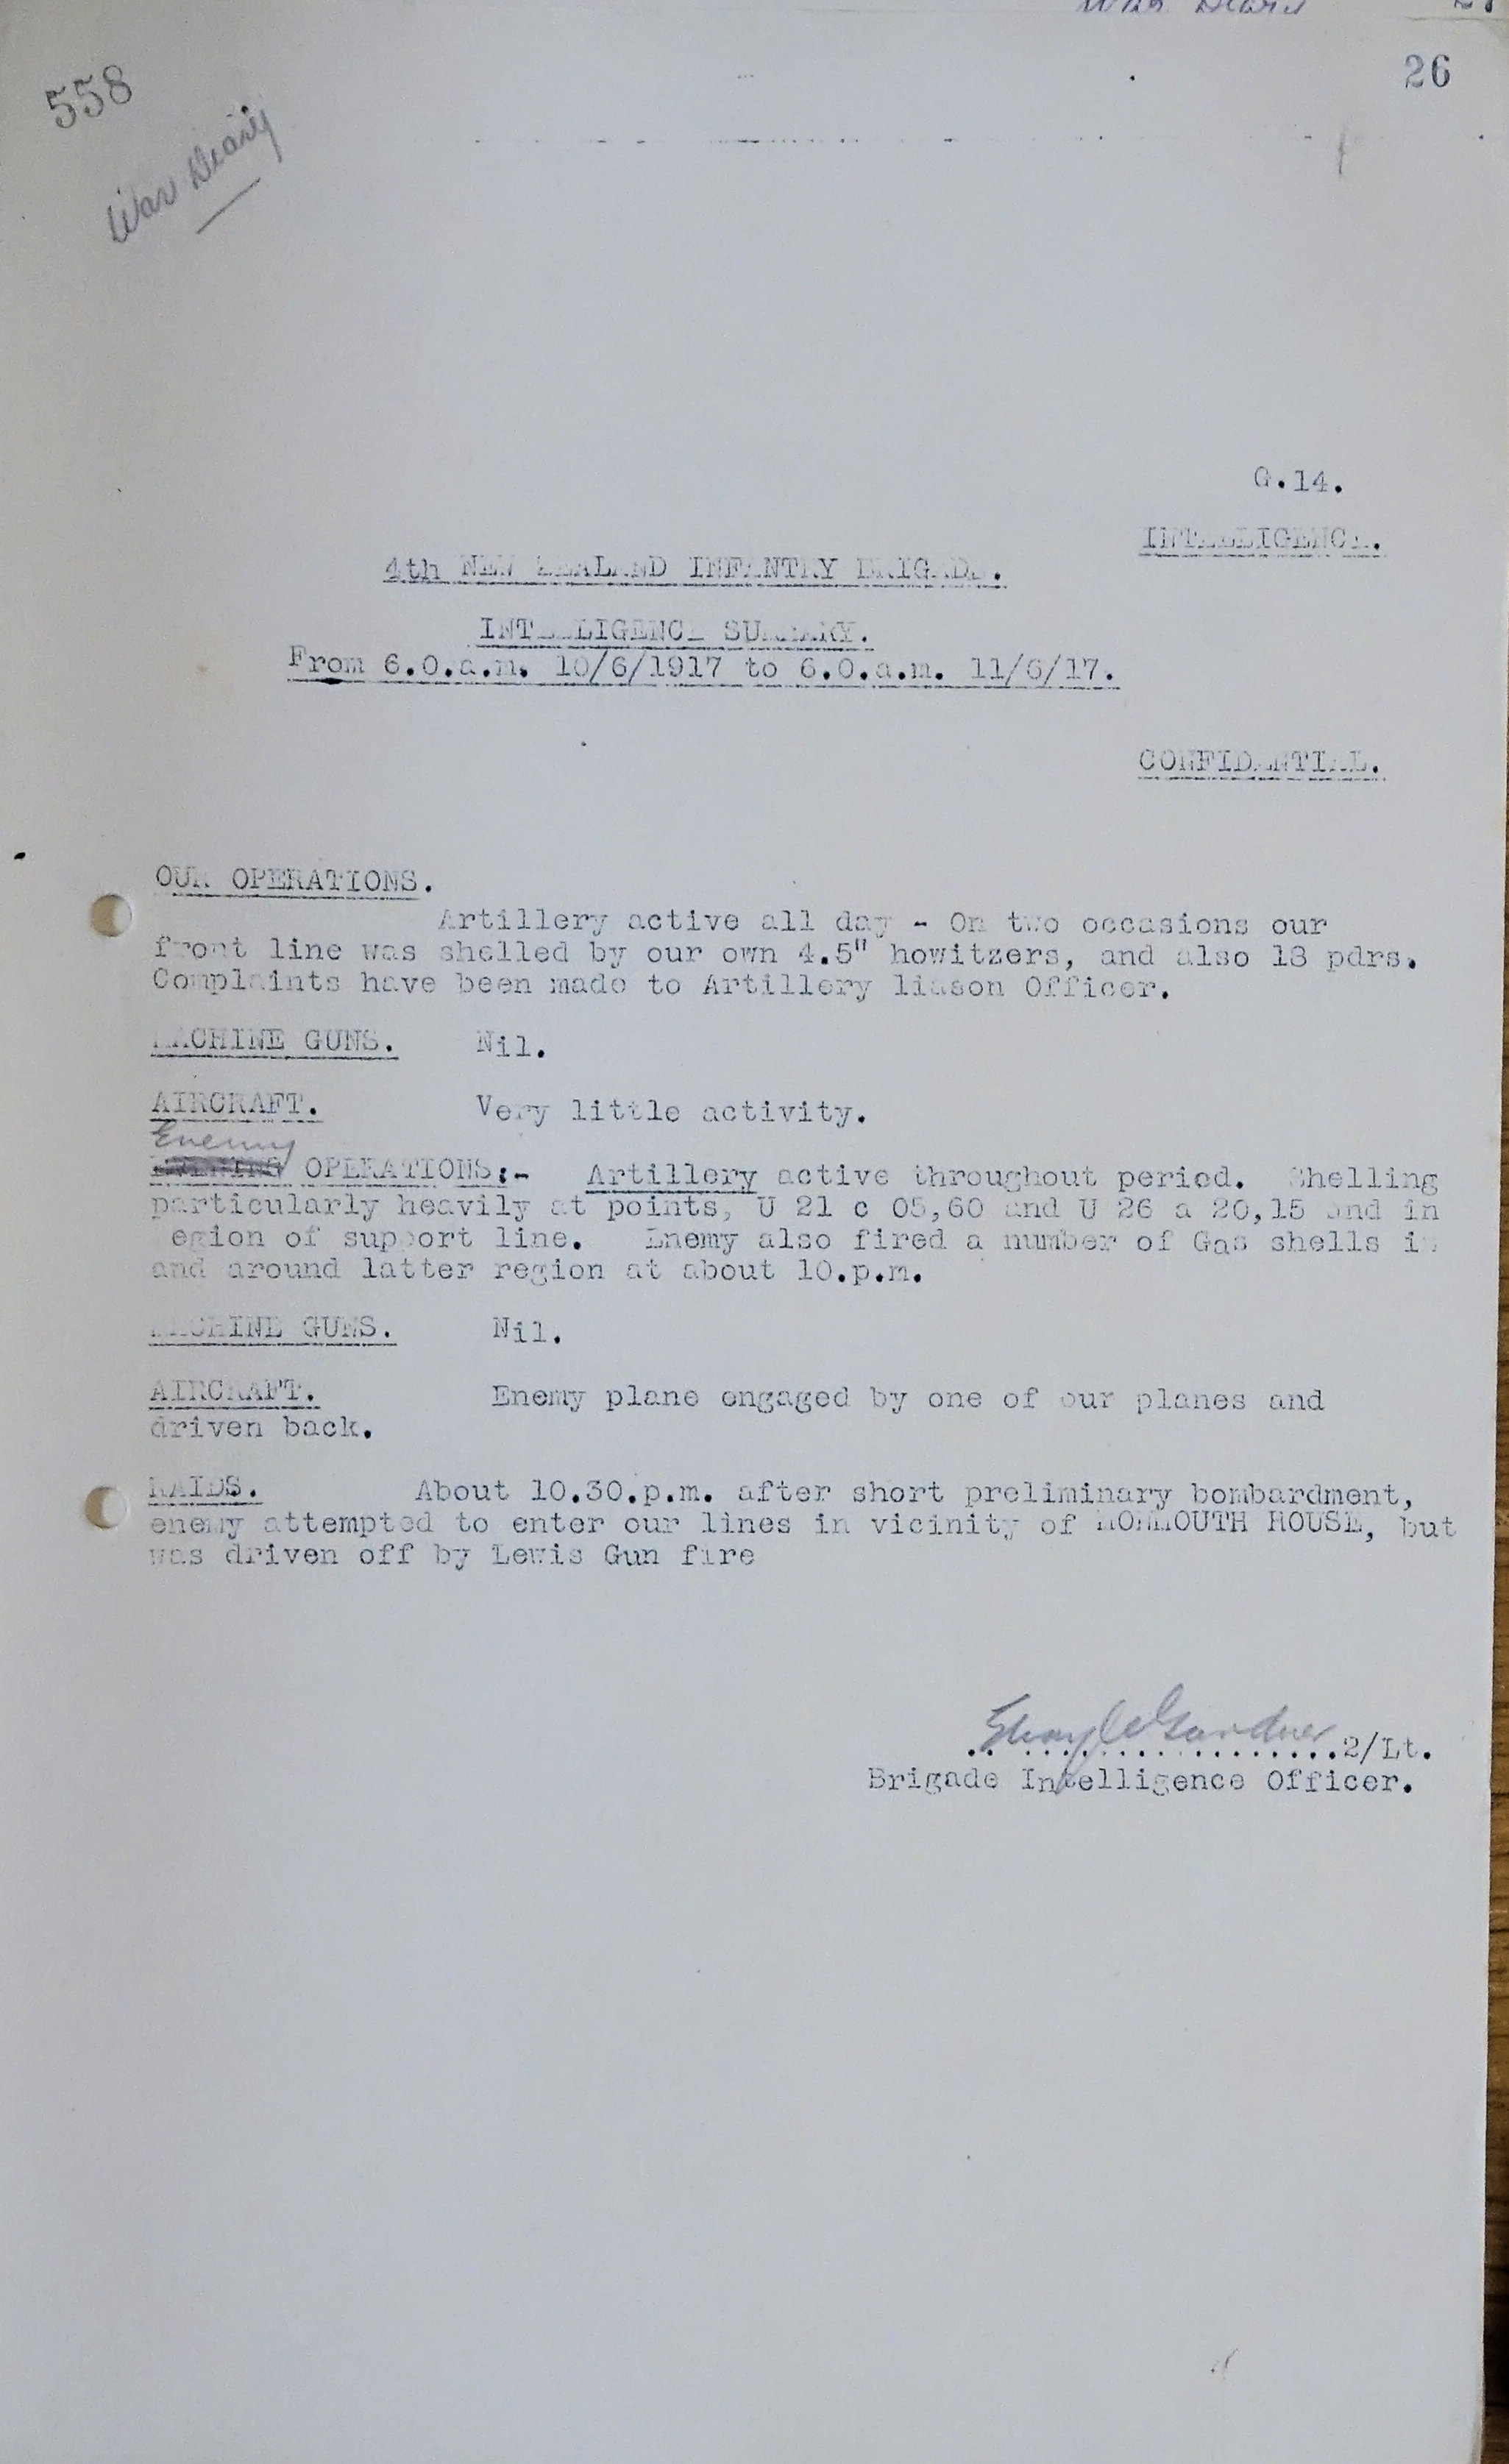 War Diary
26
558
War Diary
G.14.
INTELLIGENCE.
4th NEW ZEALAND INFANTRY BRIGADE.
INTELLIGENCE SUMMARY.
From 6.0.a.m. 10/6/1917 to 6.0.a.m. 11/6/17.
CONFIDENTIAL.
OUR OPERATIONS.
Artillery active all day - On two occasions our
front line was shelled by our own 4.5" howitzers, and also 18 pdrs.
Complaints have been made to Artillery liason Officer.
MACHINE GUNS. Nil.
AIRCRAFT. Very little activity.
Enemy
OPERATIONS:- Artillery active throughout period. Shelling
particularly heavily at points, U 21 c 05,60 and U 26 a 20,15 and in
region of support line. Enemy also fired a number of Gas shells in
and around latter region at about 10.p.m.
MACHINE GUNS. Nil.
AIRCRAFT. Enemy plane engaged by one of our planes and
driven back.
RAIDS. About 10.30.p.m. after short preliminary bombardment,
enemy attempted to enter our lines in vicinity of MONMOUTH HOUSE, but
was driven off by Lewis Gun fire
Gardner 2/Lt.
Brigade Intelligence Officer.